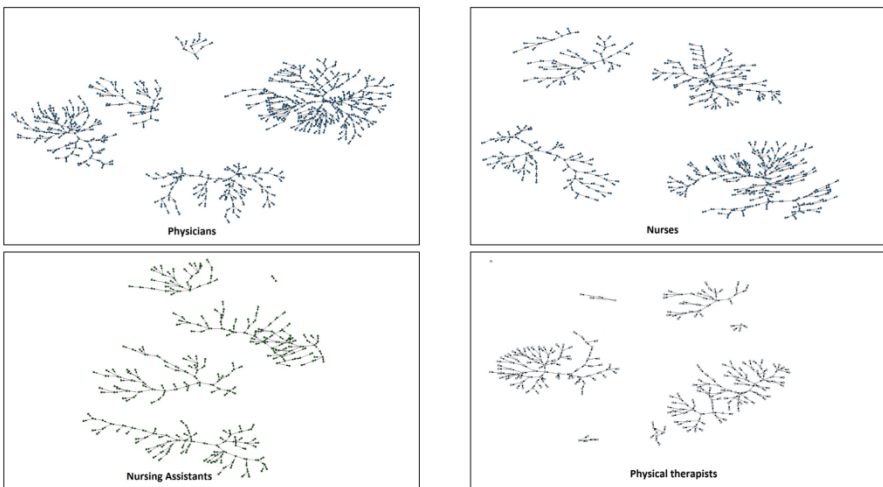 Physicians
Nurses
Nursing Assistants
Physical therapists